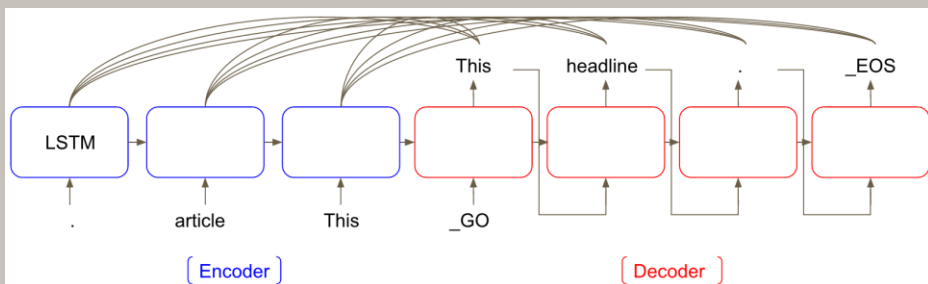 This headline . _EOS
LSTM
. article This _GO
Encoder Decoder